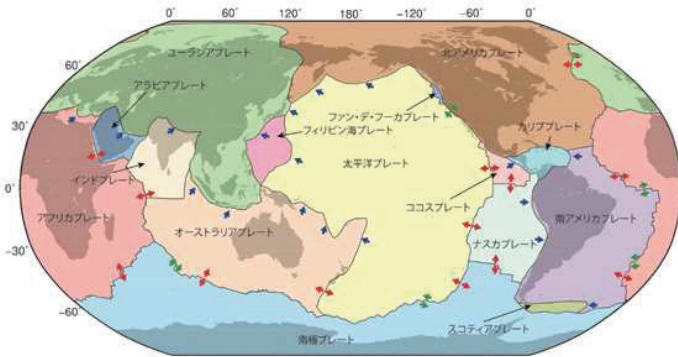 0° 60° 120° 180° −120° −60° 0°
ユーラシアプレート
北アメリカプレート
60°
アラビアプレート
ファン・デ・フーカプレート
カリブプレート
30°
フィリピン海プレート
太平洋プレート
インドプレート
0°
ココスプレート
アフリカプレート
オーストラリアプレート
南アメリカプレート
ナスカプレート
−30°
−60°
スコティアプレート
南極プレート